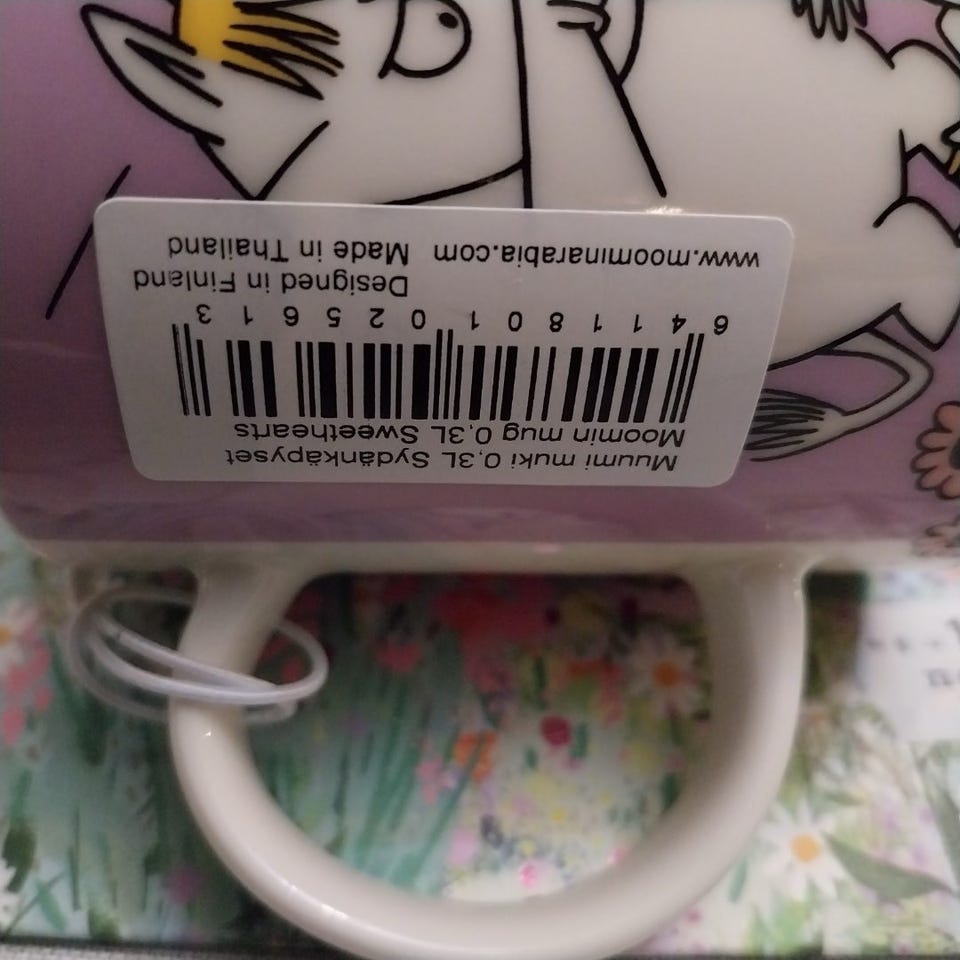 Muumi muki 0,3L Sydänkäpyset
Moomin mug 0,3L Sweethearts
6 411801 025613
Designed in Finland
www.moominarabia.com Made in Thailand